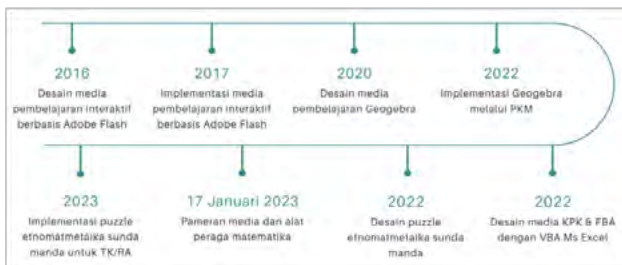 2016
Desain media
pembelajaran interaktif
berbasis Adobe Flash
2017
Implementasi media
pembelajaran interaktif
berbasis Adobe Flash
2020
Desain media
pembelajaran Geogebra
2022
Implementasi Geogebra
melalui PKM
2023
Implementasi puzzle
etnomatmetaika sunda
manda untuk TK/RA
17 Januari 2023
Pameran media dan alat
peraga matematika
2022
Desain puzzle
etnomatmetaika sunda
manda
2022
Desain media KPK & FBA
dengan VBA Ms Excel